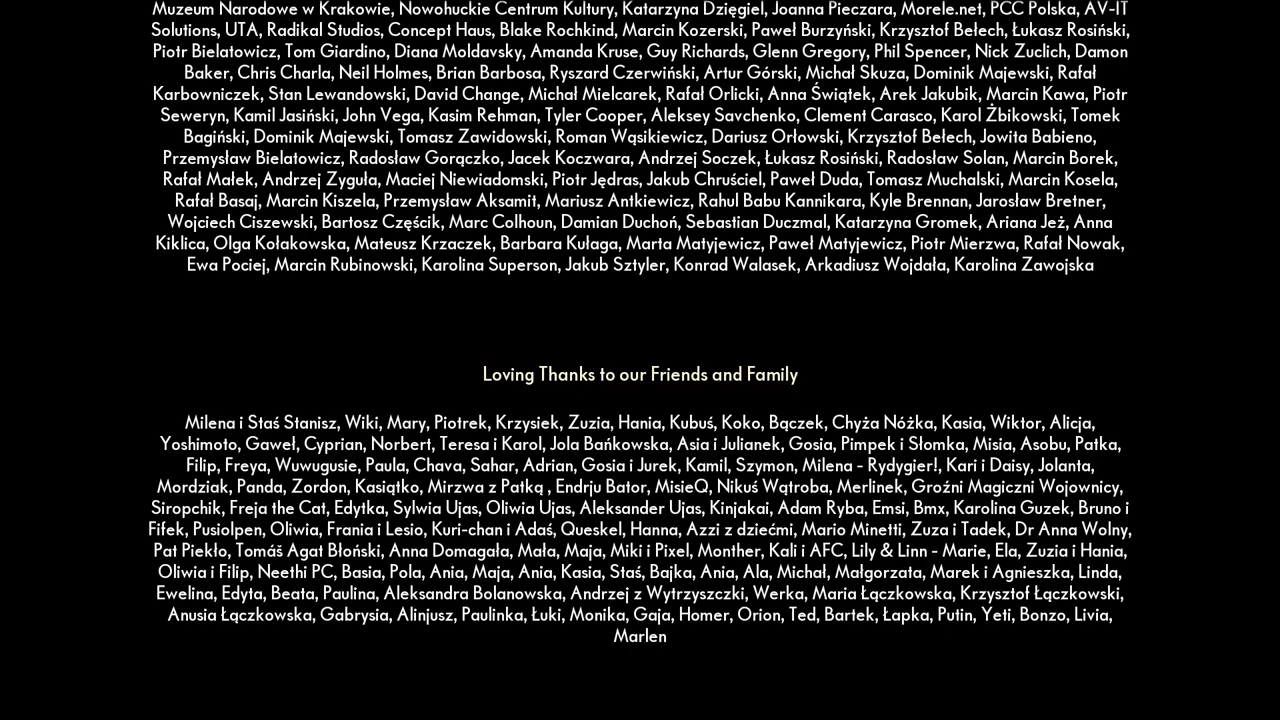 Muzeum Narodowe w Krakowie, Nowohuckie Centrum Kultury, Katarzyna Dzięgiel, Joanna Pieczara, Morele.net, PCC Polska, AV-IT
Solutions, UTA, Radikal Studios, Concept Haus, Blake Rochkind, Marcin Kozerski, Paweł Burzyński, Krzysztof Bełech, Łukasz Rosiński,
Piotr Bielatowicz, Tom Giardino, Diana Moldavsky, Amanda Kruse, Guy Richards, Glenn Gregory, Phil Spencer, Nick Zuclich, Damon
Baker, Chris Charla, Neil Holmes, Brian Barbosa, Ryszard Czerwiński, Artur Górski, Michał Skuza, Dominik Majewski, Rafał
Karbowniczek, Stan Lewandowski, David Change, Michał Mielcarek, Rafał Orlicki, Anna Świątek, Arek Jakubik, Marcin Kawa, Piotr
Seweryn, Kamil Jasiński, John Vega, Kasim Rehman, Tyler Cooper, Aleksey Savchenko, Clement Carasco, Karol Żbikowski, Tomek
Bagiński, Dominik Majewski, Tomasz Zawidowski, Roman Wąsikiewicz, Dariusz Orłowski, Krzysztof Bełech, Jowita Babieno,
Przemysław Bielatowicz, Radosław Gorączko, Jacek Koczwara, Andrzej Soczek, Łukasz Rosiński, Radosław Solan, Marcin Borek,
Rafał Małek, Andrzej Zyguła, Maciej Niewiadomski, Piotr Jędras, Jakub Chruściel, Paweł Duda, Tomasz Muchalski, Marcin Kosela,
Rafał Basaj, Marcin Kiszela, Przemysław Aksamit, Mariusz Antkiewicz, Rahul Babu Kannikara, Kyle Brennan, Jarosław Bretner,
Wojciech Ciszewski, Bartosz Częścik, Marc Colhoun, Damian Duchoń, Sebastian Duczmal, Katarzyna Gromek, Ariana Jeż, Anna
Kiklica, Olga Kołakowska, Mateusz Krzaczek, Barbara Kułaga, Marta Matyjewicz, Paweł Matyjewicz, Piotr Mierzwa, Rafał Nowak,
Ewa Pociej, Marcin Rubinowski, Karolina Superson, Jakub Sztyler, Konrad Walasek, Arkadiusz Wojdała, Karolina Zawojska
Loving Thanks to our Friends and Family
Milena i Staś Stanisz, Wiki, Mary, Piotrek, Krzysiek, Zuzia, Hania, Kubuś, Koko, Bączek, Chyża Nóżka, Kasia, Wiktor, Alicja,
Yoshimoto, Gaweł, Cyprian, Norbert, Teresa i Karol, Jola Bańkowska, Asia i Julianek, Gosia, Pimpek i Słomka, Misia, Asobu, Patka,
Filip, Freya, Wuwugusie, Paula, Chava, Sahar, Adrian, Gosia i Jurek, Kamil, Szymon, Milena - Rydygier!, Kari i Daisy, Jolanta,
Mordziak, Panda, Zordon, Kasiątko, Mirzwa z Patką , Endrju Bator, MisieQ, Nikuś Wątroba, Merlinek, Groźni Magiczni Wojownicy,
Siropchik, Freja the Cat, Edytka, Sylwia Ujas, Oliwia Ujas, Aleksander Ujas, Kinjakai, Adam Ryba, Emsi, Bmx, Karolina Guzek, Bruno i
Fifek, Pusiolpen, Oliwia, Frania i Lesio, Kuri-chan i Adaś, Queskel, Hanna, Azzi z dziećmi, Mario Minetti, Zuza i Tadek, Dr Anna Wolny,
Pat Piekło, Tomáš Agat Błoński, Anna Domagała, Mała, Maja, Miki i Pixel, Monther, Kali i AFC, Lily & Linn - Marie, Ela, Zuzia i Hania,
Oliwia i Filip, Neethi PC, Basia, Pola, Ania, Maja, Ania, Kasia, Staś, Bajka, Ania, Ala, Michał, Małgorzata, Marek i Agnieszka, Linda,
Ewelina, Edyta, Beata, Paulina, Aleksandra Bolanowska, Andrzej z Wytrzyszczki, Werka, Maria Łączkowska, Krzysztof Łączkowski,
Anusia Łączkowska, Gabrysia, Alinjusz, Paulinka, Łuki, Monika, Gaja, Homer, Orion, Ted, Bartek, Łapka, Putin, Yeti, Bonzo, Livia,
Marlen